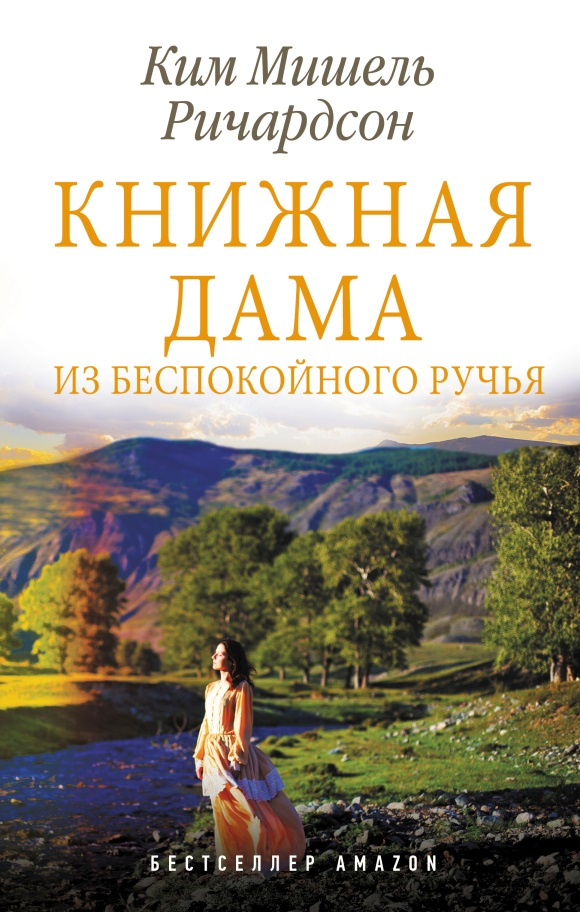 Ким Мишель
Ричардсон
КНИЖНАЯ
ДАМА
ИЗ БЕСПОКОЙНОГО РУЧЬЯ
БЕСТСЕЛЛЕР AMAZON